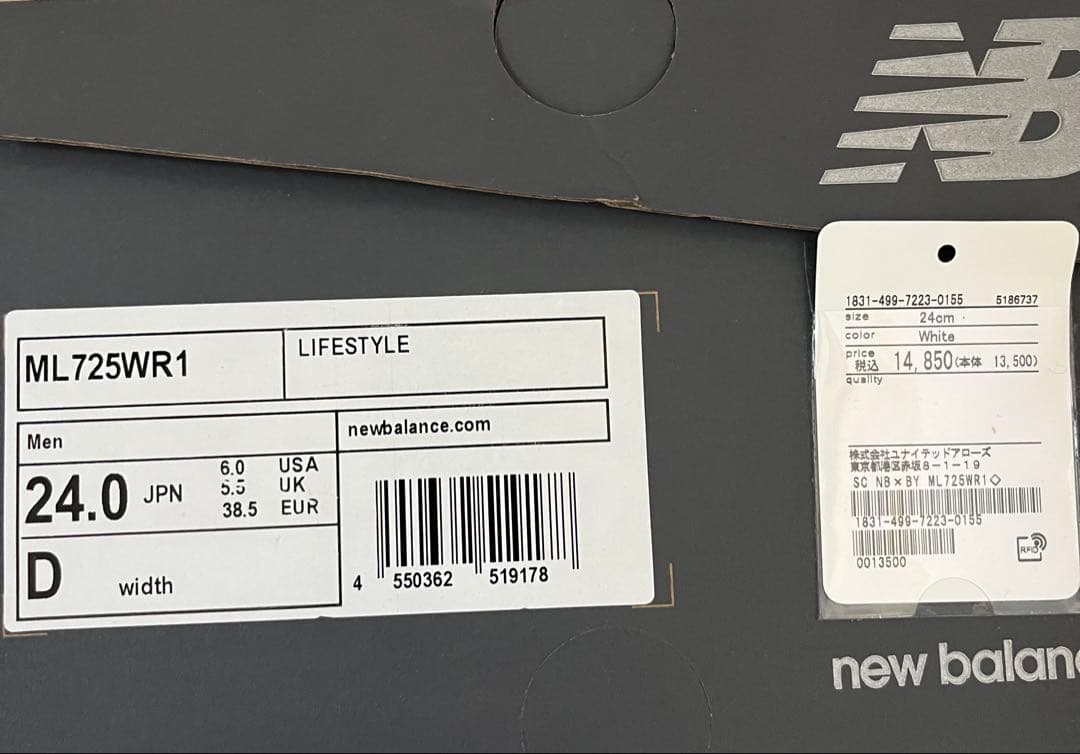 NB
ML725WR1
LIFESTYLE
Men
newbalance.com
24.0 JPN
6.0 USA
5.5 UK
38.5 EUR
D width
4 550362 519178
1831-499-7223-0155 5186737
size 24cm
color White
price 税込 14,850(本体 13,500)
quality
株式会社ユナイテッドアローズ
東京都港区赤坂8-1-19
SC NB×BY ML725WR1◇
1831-499-7223-0155
0013500
RFID
new balan